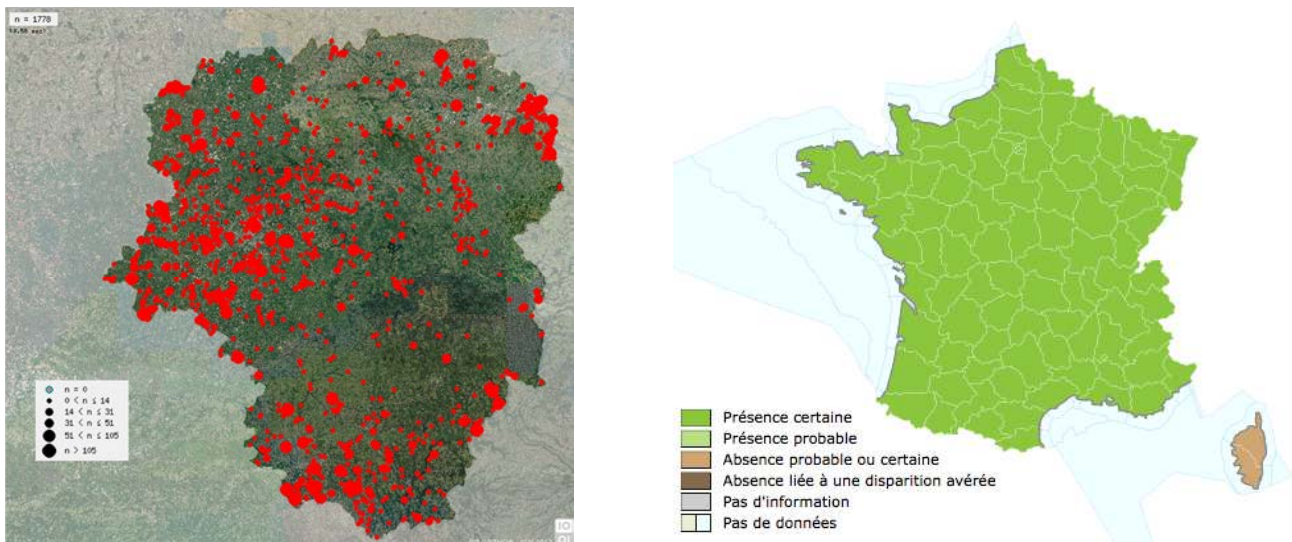 n = 1778
n = 0
0 < n ≤ 14
14 < n ≤ 31
31 < n ≤ 51
51 < n ≤ 105
n > 105
Présence certaine
Présence probable
Absence probable ou certaine
Absence liée à une disparition avérée
Pas d'information
Pas de données